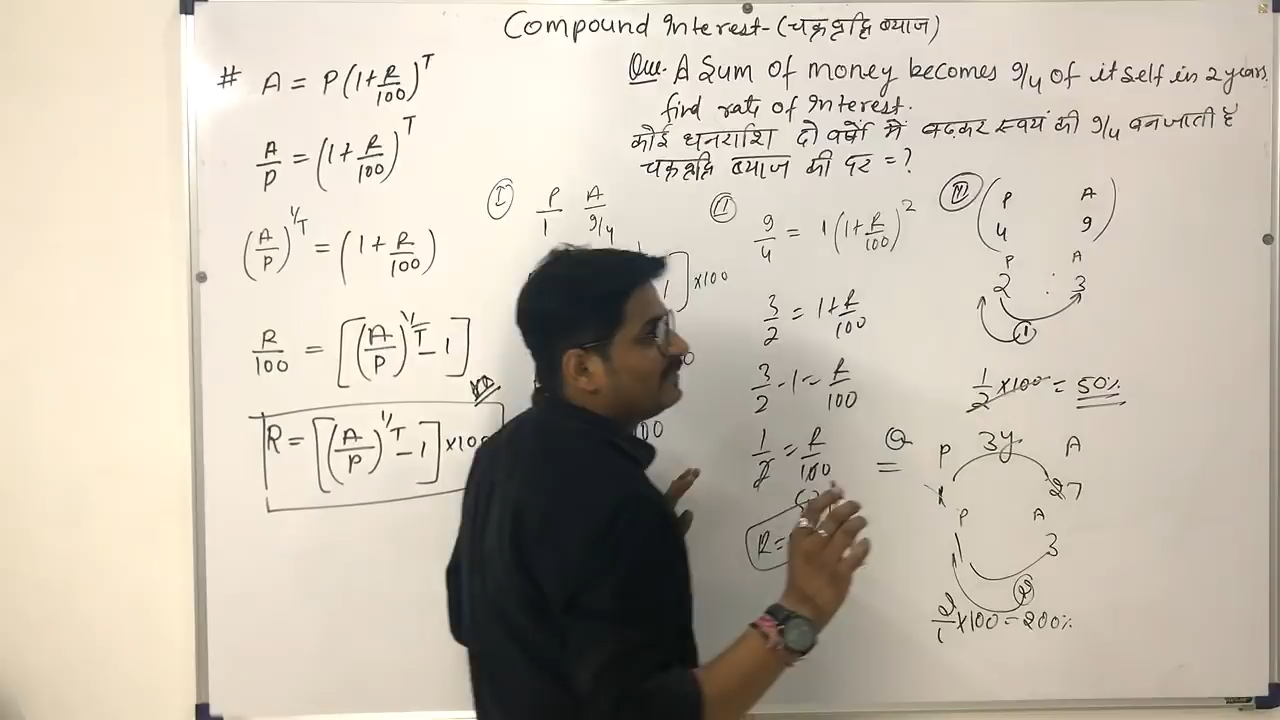 Compound Interest-(चक्रवृद्धि ब्याज)
# A = P(1+R/100)^T
A/P = (1+R/100)^T
(A/P)^1/T = (1+R/100)
R/100 = [(A/P)^1/T - 1]
R = [(A/P)^1/T - 1] ×100
Que. A Sum of money becomes 9/4 of itself in 2 years,
find rate of interest.
कोई धनराशि दो वर्षों में बढ़कर स्वयं की 9/4 बन जाती है
चक्रवृद्धि ब्याज की दर = ?
(I) P A
1 9/4
1] ×100
(II) 9/4 = 1(1+R/100)^2
3/2 = 1+R/100
3/2 - 1 = R/100
1/2 = R/100
R=
P A
4 9
P A
2 : 3
1
1/2 ×100 = 50%
Q P 3y A
1 27
P A
1 3
2
2/1 ×100 = 200%